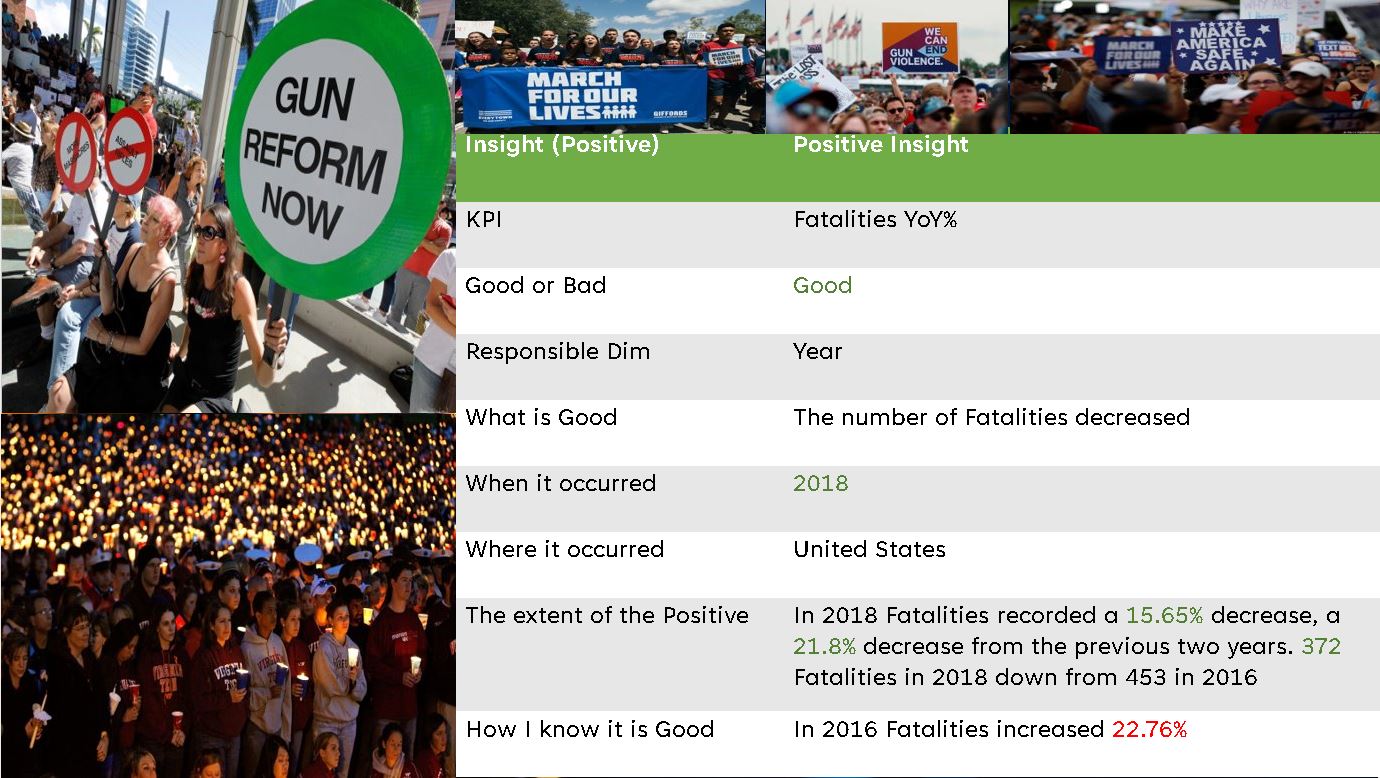 GUN
REFORM
NOW
MARCH
FOR OUR
LIVES
GIFFORDS
WE
CAN
END
GUN
VIOLENCE.
MARCH
FOR OUR
LIVES
MAKE
AMERICA
SAFE
AGAIN
Insight (Positive) Positive Insight
KPI Fatalities YoY%
Good or Bad Good
Responsible Dim Year
What is Good The number of Fatalities decreased
When it occurred 2018
Where it occurred United States
The extent of the Positive In 2018 Fatalities recorded a 15.65% decrease, a
21.8% decrease from the previous two years. 372
Fatalities in 2018 down from 453 in 2016
How I know it is Good In 2016 Fatalities increased 22.76%